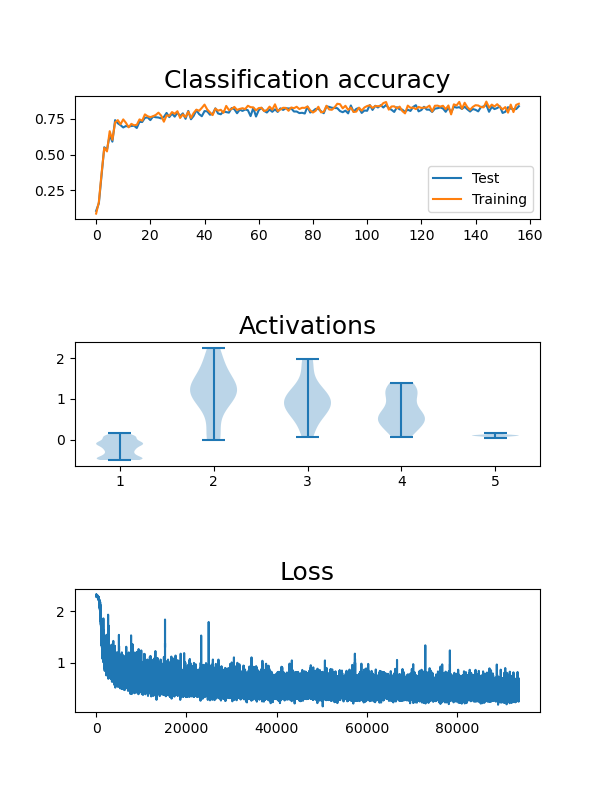 Classification accuracy
0.75
0.50
0.25
Test
Training
0 20 40 60 80 100 120 140 160
Activations
2
1
0
1 2 3 4 5
Loss
2
1
0 20000 40000 60000 80000